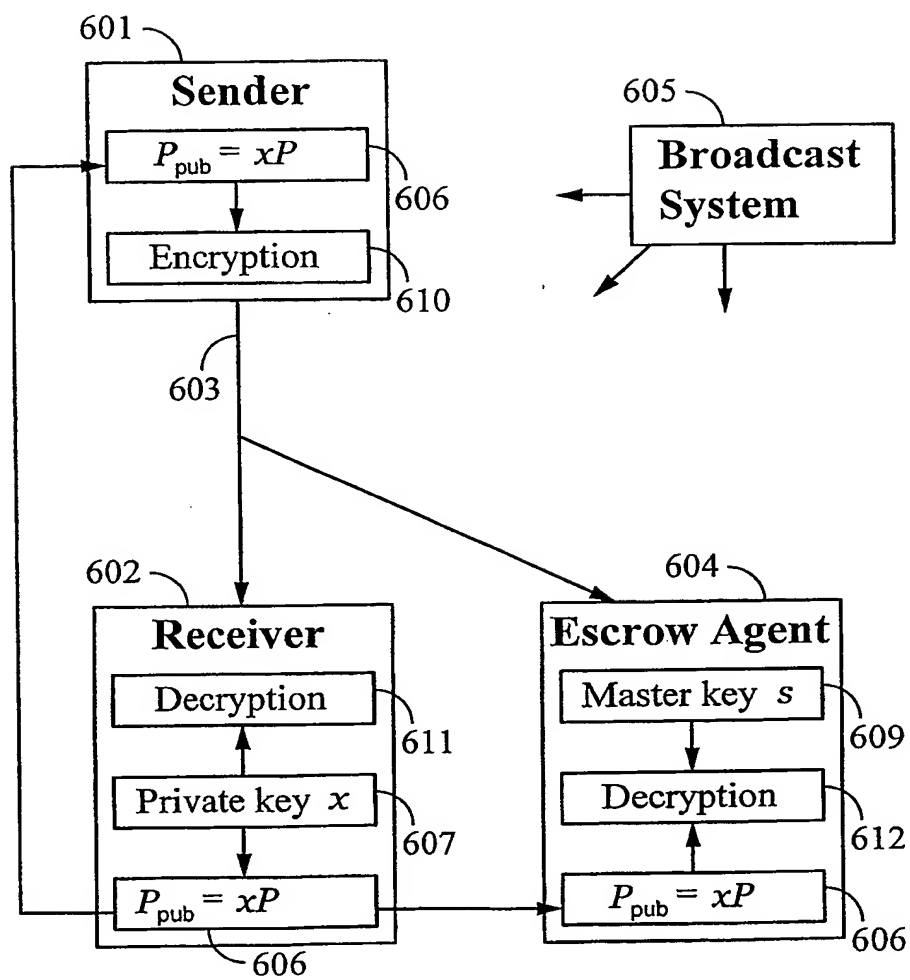 601
Sender
P_pub = xP
606
Encryption
610
605
Broadcast
System
603
602
Receiver
Decryption
611
Private key x
607
P_pub = xP
606
604
Escrow Agent
Master key s
609
Decryption
612
P_pub = xP
606